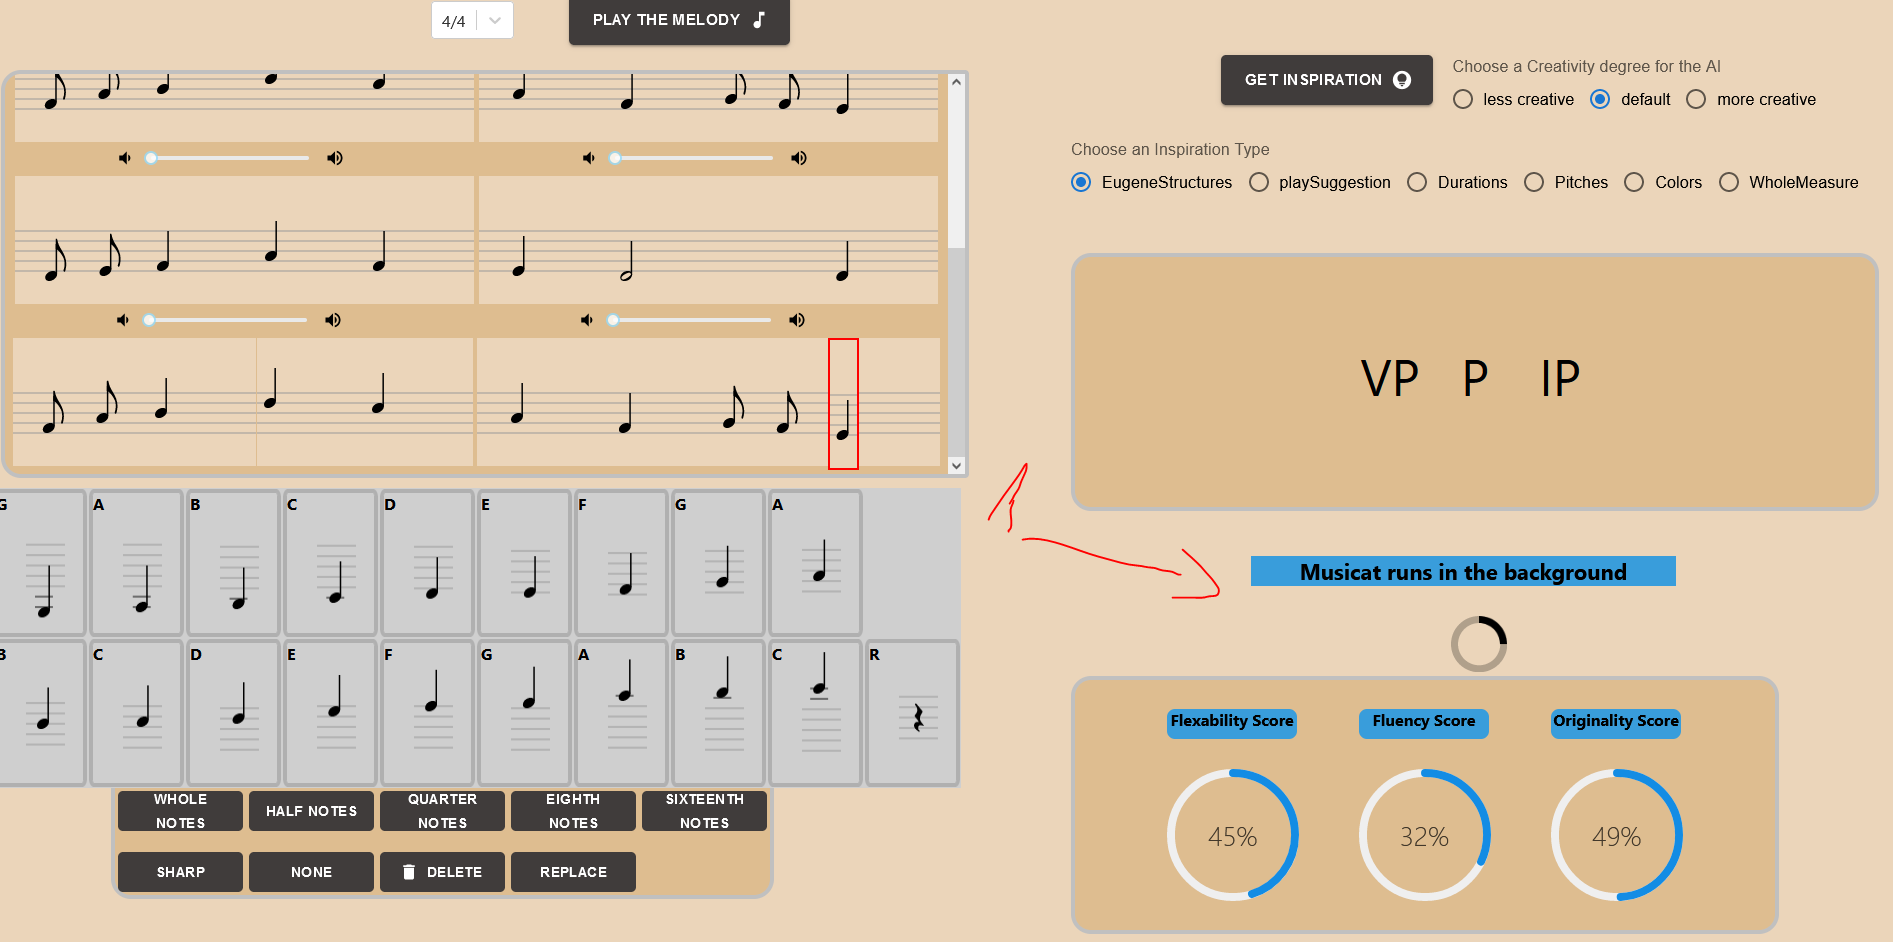 4/4
PLAY THE MELODY
GET INSPIRATION
Choose a Creativity degree for the AI
less creative default more creative
Choose an Inspiration Type
EugeneStructures playSuggestion Durations Pitches Colors WholeMeasure
VP P IP
1
Musicat runs in the background
G A B C D E F G A
B C D E F G A B C R
WHOLE NOTES
HALF NOTES
QUARTER NOTES
EIGHTH NOTES
SIXTEENTH NOTES
SHARP NONE DELETE REPLACE
Flexability Score Fluency Score Originality Score
45% 32% 49%